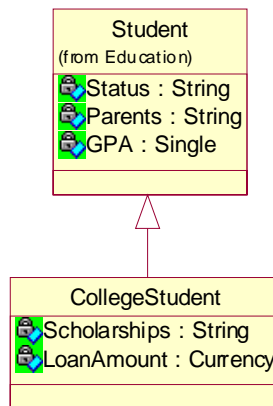 Student
(from Education)
Status : String
Parents : String
GPA : Single
CollegeStudent
Scholarships : String
LoanAmount : Currency